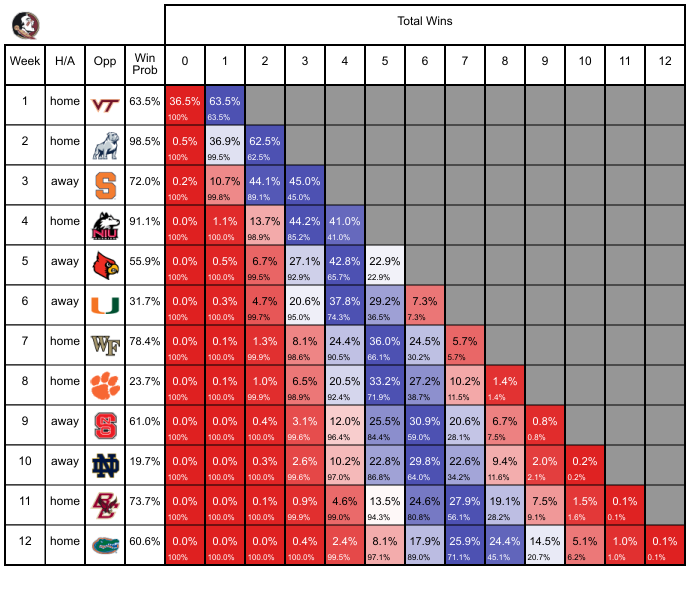 Total Wins
Week H/A Opp Win Prob 0 1 2 3 4 5 6 7 8 9 10 11 12
1 home VT 63.5% 36.5% 63.5%
100% 63.5%
2 home 98.5% 0.5% 36.9% 62.5%
100% 99.5% 62.5%
3 away S 72.0% 0.2% 10.7% 44.1% 45.0%
100% 99.8% 89.1% 45.0%
4 home NIU 91.1% 0.0% 1.1% 13.7% 44.2% 41.0%
100% 100.0% 98.9% 85.2% 41.0%
5 away 55.9% 0.0% 0.5% 6.7% 27.1% 42.8% 22.9%
100% 100.0% 99.5% 92.9% 65.7% 22.9%
6 away U 31.7% 0.0% 0.3% 4.7% 20.6% 37.8% 29.2% 7.3%
100% 100.0% 99.7% 95.0% 74.3% 36.5% 7.3%
7 home WF 78.4% 0.0% 0.1% 1.3% 8.1% 24.4% 36.0% 24.5% 5.7%
100% 100.0% 99.9% 98.6% 90.5% 66.1% 30.2% 5.7%
8 home 23.7% 0.0% 0.1% 1.0% 6.5% 20.5% 33.2% 27.2% 10.2% 1.4%
100% 100.0% 99.9% 98.9% 92.4% 71.9% 38.7% 11.5% 1.4%
9 away S 61.0% 0.0% 0.0% 0.4% 3.1% 12.0% 25.5% 30.9% 20.6% 6.7% 0.8%
100% 100.0% 100.0% 99.6% 96.4% 84.4% 59.0% 28.1% 7.5% 0.8%
10 away ND 19.7% 0.0% 0.0% 0.3% 2.6% 10.2% 22.8% 29.8% 22.6% 9.4% 2.0% 0.2%
100% 100.0% 100.0% 99.6% 97.0% 86.8% 64.0% 34.2% 11.6% 2.1% 0.2%
11 home BC 73.7% 0.0% 0.0% 0.1% 0.9% 4.6% 13.5% 24.6% 27.9% 19.1% 7.5% 1.5% 0.1%
100% 100.0% 100.0% 99.9% 99.0% 94.3% 80.8% 56.1% 28.2% 9.1% 1.6% 0.1%
12 home 60.6% 0.0% 0.0% 0.0% 0.4% 2.4% 8.1% 17.9% 25.9% 24.4% 14.5% 5.1% 1.0% 0.1%
100% 100.0% 100.0% 100.0% 99.5% 97.1% 89.0% 71.1% 45.1% 20.7% 6.2% 1.0% 0.1%